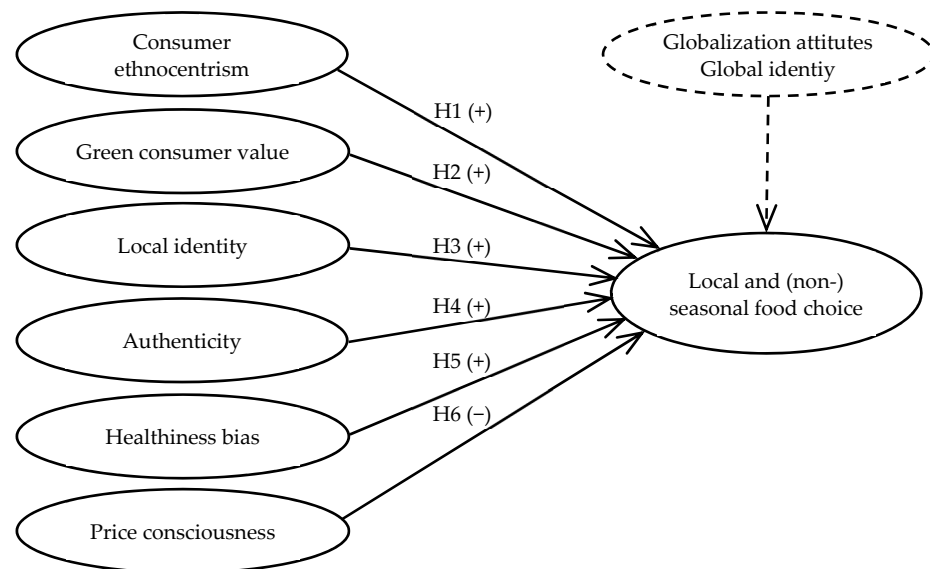 Consumer
ethnocentrism
Globalization attitutes
Global identiy
H1 (+)
Green consumer value
H2 (+)
Local identity
H3 (+)
Local and (non-)
seasonal food choice
H4 (+)
Authenticity
H5 (+)
H6 (−)
Healthiness bias
Price consciousness